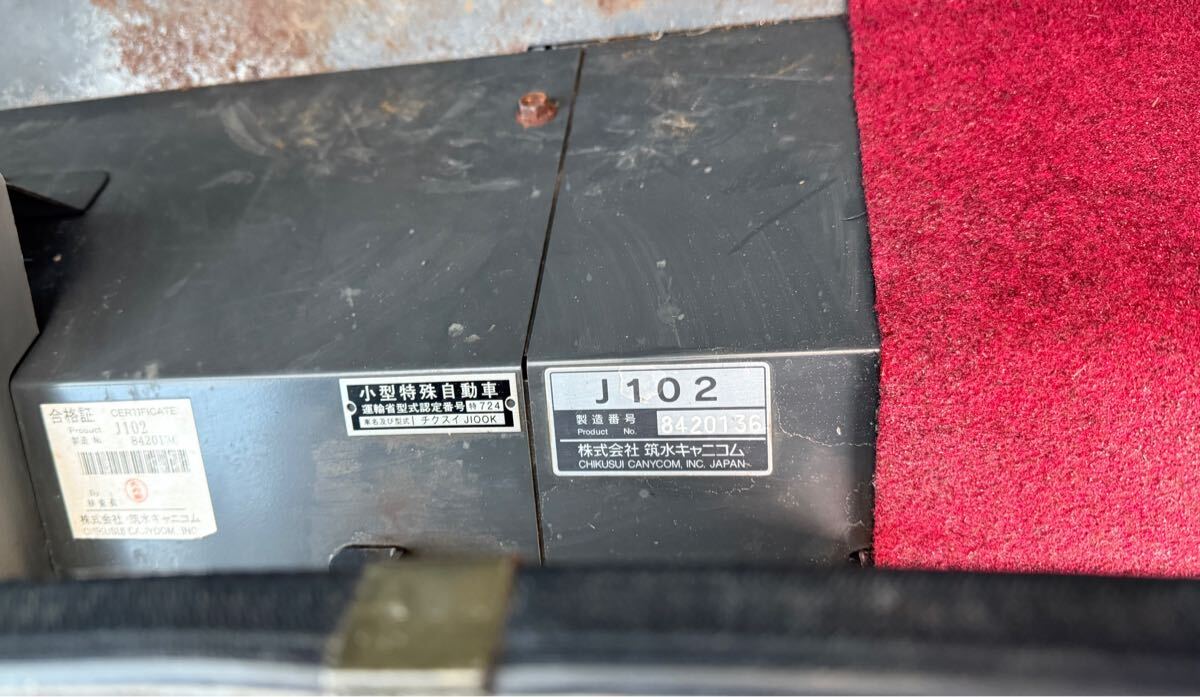 合格証 CERTIFICATE
Product J102
製造 No. 8420136
検査員
株式会社 筑水キャニコム
CHIKUSUI CANYCOM, INC.
小型特殊自動車
運輸省型式認定番号 特724
車名及び型式 チクスイ J100K
J102
製造番号
Product No. 8420136
株式会社 筑水キャニコム
CHIKUSUI CANYCOM, INC. JAPAN